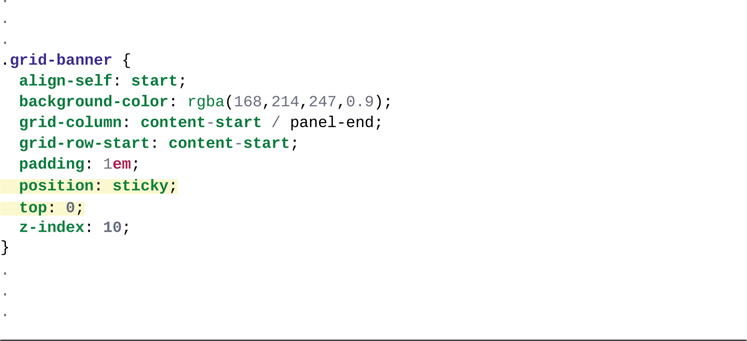 .
.
.
.grid-banner {
  align-self: start;
  background-color: rgba(168,214,247,0.9);
  grid-column: content-start / panel-end;
  grid-row-start: content-start;
  padding: 1em;
  position: sticky;
  top: 0;
  z-index: 10;
}
.
.
.